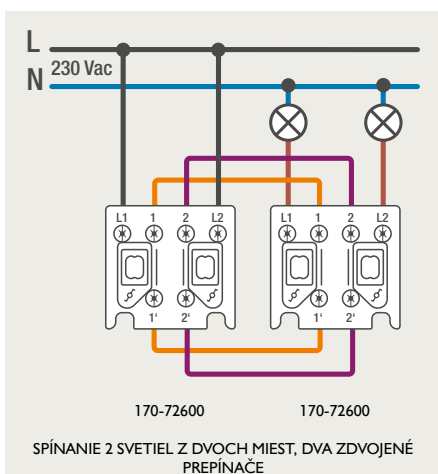 L
230 Vac
N
L1 1 2 L2
L1 1 2 L2
1' 2'
1' 2'
170-72600
170-72600
SPÍNANIE 2 SVETIEL Z DVOCH MIEST, DVA ZDVOJENÉ
PREPÍNAČE